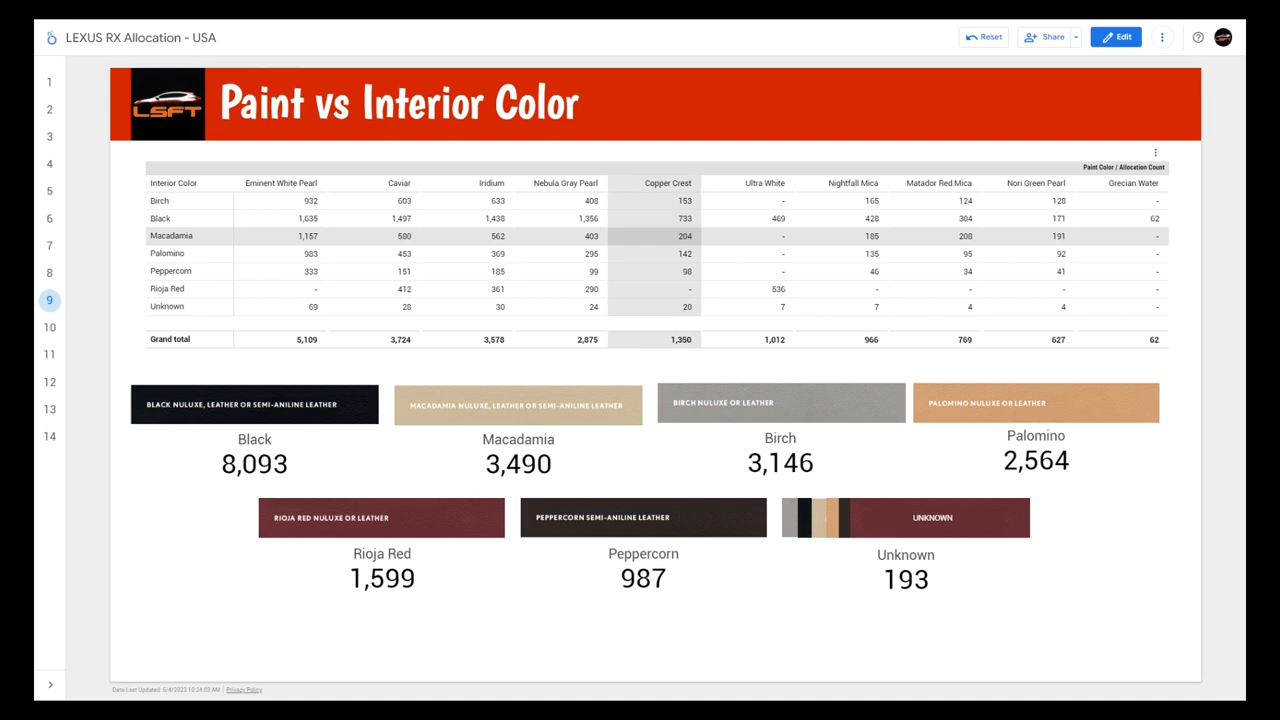 LEXUS RX Allocation - USA
Reset
Share
Edit
1
2
3
4
5
6
7
8
9
10
11
12
13
14
LSFT
Paint vs Interior Color
Paint Color / Allocation Count
Interior Color Eminent White Pearl Caviar Iridium Nebula Gray Pearl Copper Crest Ultra White Nightfall Mica Matador Red Mica Nori Green Pearl Grecian Water
Birch 932 603 633 408 153 - 165 124 128 -
Black 1,635 1,497 1,438 1,356 733 469 428 304 171 62
Macadamia 1,157 580 562 403 204 - 185 208 191 -
Palomino 983 453 369 295 142 - 135 95 92 -
Peppercorn 333 151 185 99 98 - 46 34 41 -
Rioja Red - 412 361 290 - 536 - - - -
Unknown 69 28 30 24 20 7 7 4 4 -
Grand total 5,109 3,724 3,578 2,875 1,350 1,012 966 769 627 62
BLACK NULUXE, LEATHER OR SEMI-ANILINE LEATHER
MACADAMIA NULUXE, LEATHER OR SEMI-ANILINE LEATHER
BIRCH NULUXE OR LEATHER
PALOMINO NULUXE OR LEATHER
Black
Macadamia
Birch
Palomino
8,093
3,490
3,146
2,564
RIOJA RED NULUXE OR LEATHER
PEPPERCORN SEMI-ANILINE LEATHER
UNKNOWN
Rioja Red
Peppercorn
Unknown
1,599
987
193
Data Last Updated: 5/4/2023 10:24:03 AM | Privacy Policy